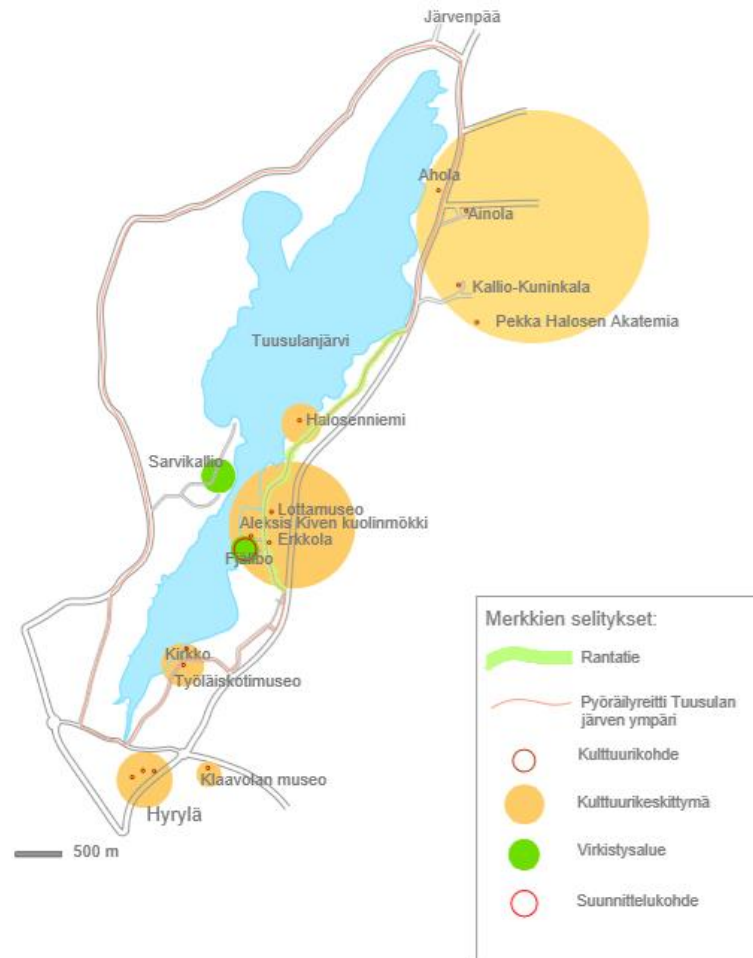 Järvenpää
Ahola
Ainola
Kallio-Kuninkala
Pekka Halosen Akatemia
Tuusulanjärvi
Halosenniemi
Sarvikallio
Lottamuseo
Aleksis Kiven kuolinmökki
Erkkola
Fjällbo
Kirkko
Työläiskotimuseo
Klaavolan museo
Hyrylä
500 m
Merkkien selitykset:
Rantatie
Pyöräilyreitti Tuusulan
järven ympäri
Kulttuurikohde
Kulttuurikeskittymä
Virkistysalue
Suunnittelukohde